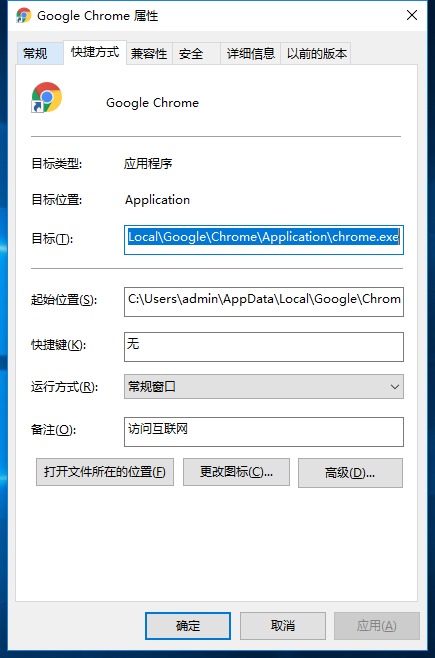 Google Chrome 属性
常规 快捷方式 兼容性 安全 详细信息 以前的版本
Google Chrome
目标类型: 应用程序
目标位置: Application
目标(T): Local\Google\Chrome\Application\chrome.exe
起始位置(S): C:\Users\admin\AppData\Local\Google\Chrom
快捷键(K): 无
运行方式(R): 常规窗口
备注(O): 访问互联网
打开文件所在的位置(F) 更改图标(C)... 高级(D)...
确定 取消 应用(A)